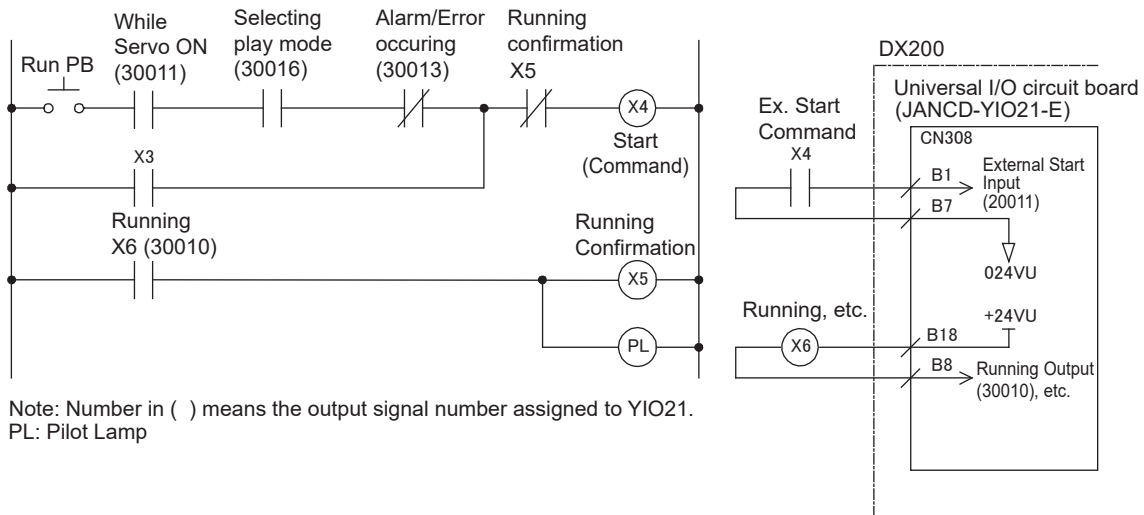 While
Servo ON
(30011)
Selecting
play mode
(30016)
Alarm/Error
occuring
(30013)
Running
confirmation
X5
Run PB
X4
Start
(Command)
X3
Running
X6 (30010)
Running
Confirmation
X5
PL
Note: Number in ( ) means the output signal number assigned to YIO21.
PL: Pilot Lamp
DX200
Universal I/O circuit board
(JANCD-YIO21-E)
CN308
Ex. Start
Command
X4
B1
External Start
Input
(20011)
B7
024VU
+24VU
Running, etc.
X6
B18
B8
Running Output
(30010), etc.